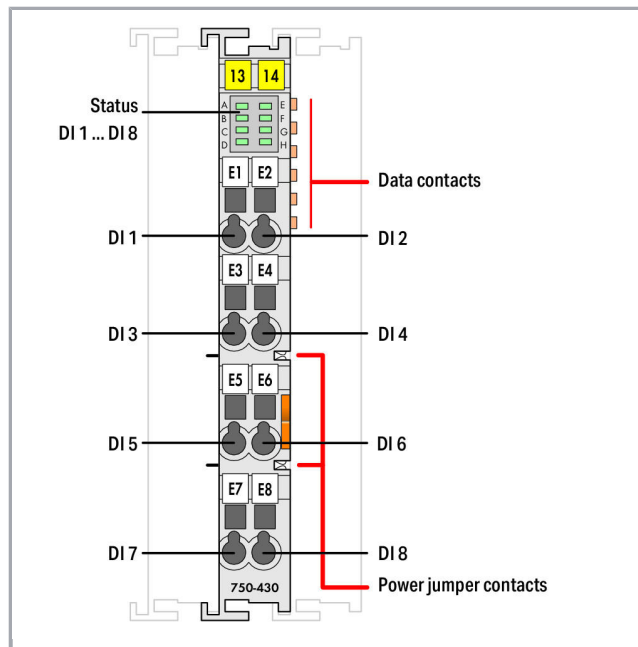 13 14
Status
DI 1 ... DI 8
A E
B F
C G
D H
Data contacts
E1 E2
DI 1 DI 2
E3 E4
DI 3 DI 4
E5 E6
DI 5 DI 6
E7 E8
DI 7 DI 8
750-430
Power jumper contacts